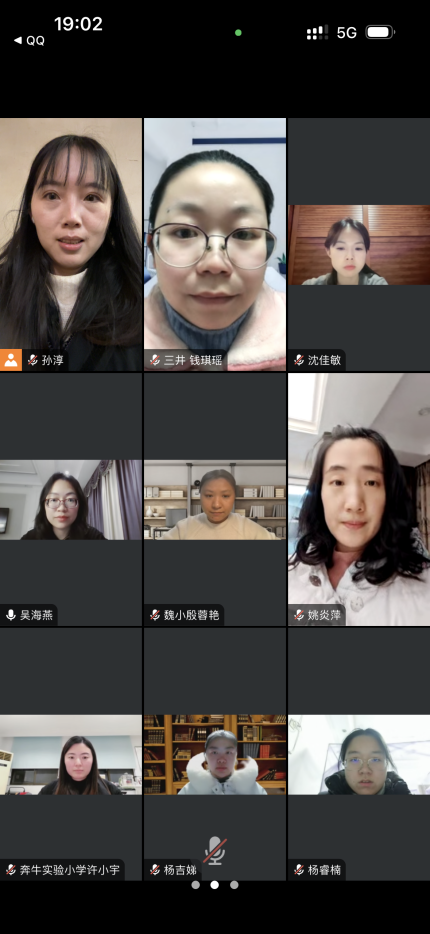 19:02
5G
◀ QQ
孙淳
三井 钱琪瑶
沈佳敏
吴海燕
魏小殷蓉艳
姚炎萍
奔牛实验小学许小宇
杨吉娣
杨睿楠